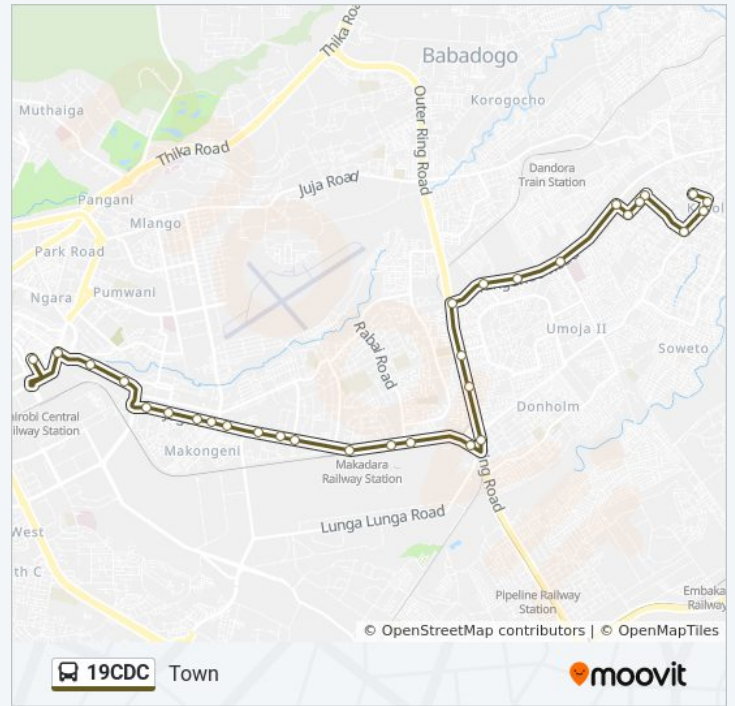 Thika Road
Babadogo
Korogocho
Muthaiga
Outer Ring Road
Thika Road
Dandora
Train Station
Juja Road
Pangani
Mlango
Park Road
Ngara
Pumwani
Umoja II
Rabai Road
Soweto
Donholm
Makongeni
Makadara
Railway Station
Lunga Lunga Road
West
th C
Pipeline Railway
Station
© OpenStreetMap contributors | © OpenMapTiles
19CDC
Town
moovit